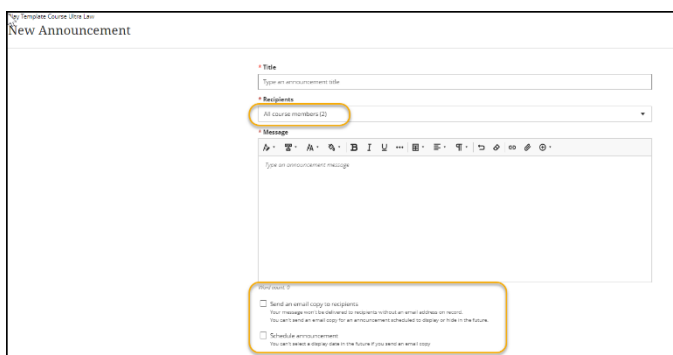 Template Course Ultra Law
New Announcement
* Title
Type an announcement title
* Recipients
All course members (2)
* Message
B I U
Type an announcement message
Word count: 0
Send an email copy to recipients
Your message won't be delivered to recipients without an email address on record.
You can't send an email copy for an announcement scheduled to display or hide in the future.
Schedule announcement
You can't select a display date in the future if you send an email copy